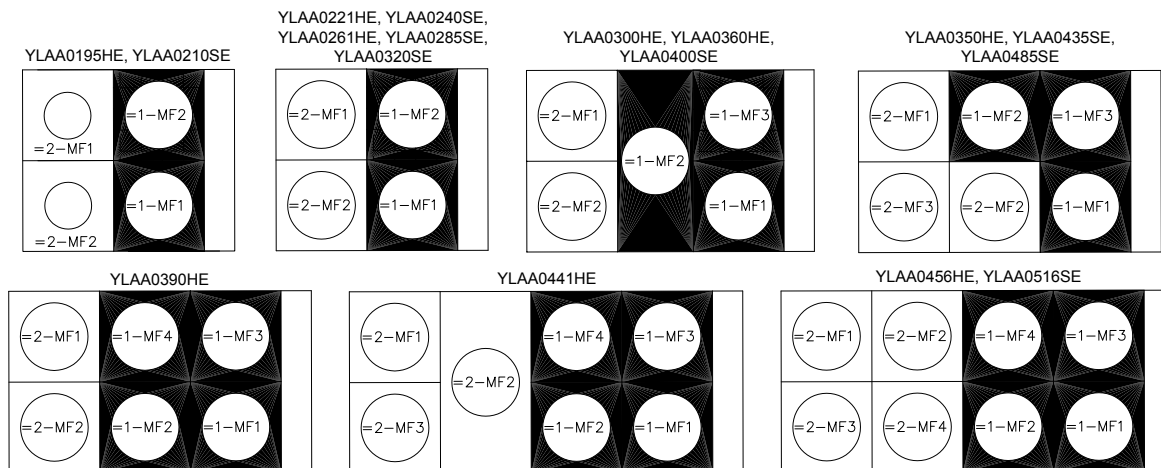 YLAA0195HE, YLAA0210SE
=2-MF1
=1-MF2
=2-MF2
=1-MF1
YLAA0221HE, YLAA0240SE,
YLAA0261HE, YLAA0285SE,
YLAA0320SE
=2-MF1
=1-MF2
=2-MF2
=1-MF1
YLAA0300HE, YLAA0360HE,
YLAA0400SE
=2-MF1
=1-MF3
=1-MF2
=2-MF2
=1-MF1
YLAA0350HE, YLAA0435SE,
YLAA0485SE
=2-MF1
=1-MF2
=1-MF3
=2-MF3
=2-MF2
=1-MF1
YLAA0390HE
=2-MF1
=1-MF4
=1-MF3
=2-MF2
=1-MF2
=1-MF1
YLAA0441HE
=2-MF1
=1-MF4
=1-MF3
=2-MF2
=2-MF3
=1-MF2
=1-MF1
YLAA0456HE, YLAA0516SE
=2-MF1
=2-MF2
=1-MF4
=1-MF3
=2-MF3
=2-MF4
=1-MF2
=1-MF1